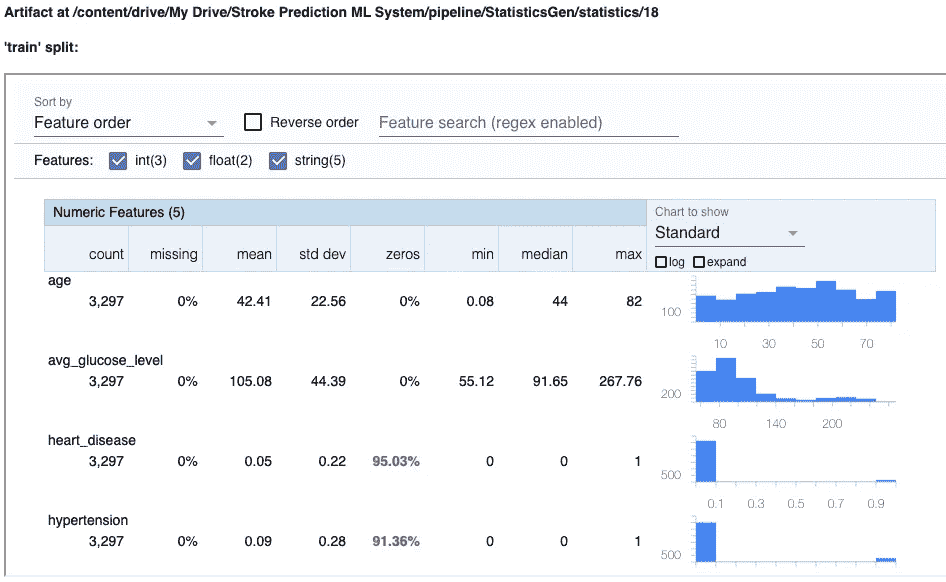 Artifact at /content/drive/My Drive/Stroke Prediction ML System/pipeline/StatisticsGen/statistics/18
'train' split:
Sort by
Feature order
Reverse order
Feature search (regex enabled)
Features: int(3) float(2) string(5)
Numeric Features (5)
Chart to show
Standard
log expand
count missing mean std dev zeros min median max
age
3,297 0% 42.41 22.56 0% 0.08 44 82
100
10 30 50 70
avg_glucose_level
3,297 0% 105.08 44.39 0% 55.12 91.65 267.76
200
80 140 200
heart_disease
3,297 0% 0.05 0.22 95.03% 0 0 1
500
0.1 0.3 0.5 0.7 0.9
hypertension
3,297 0% 0.09 0.28 91.36% 0 0 1
500